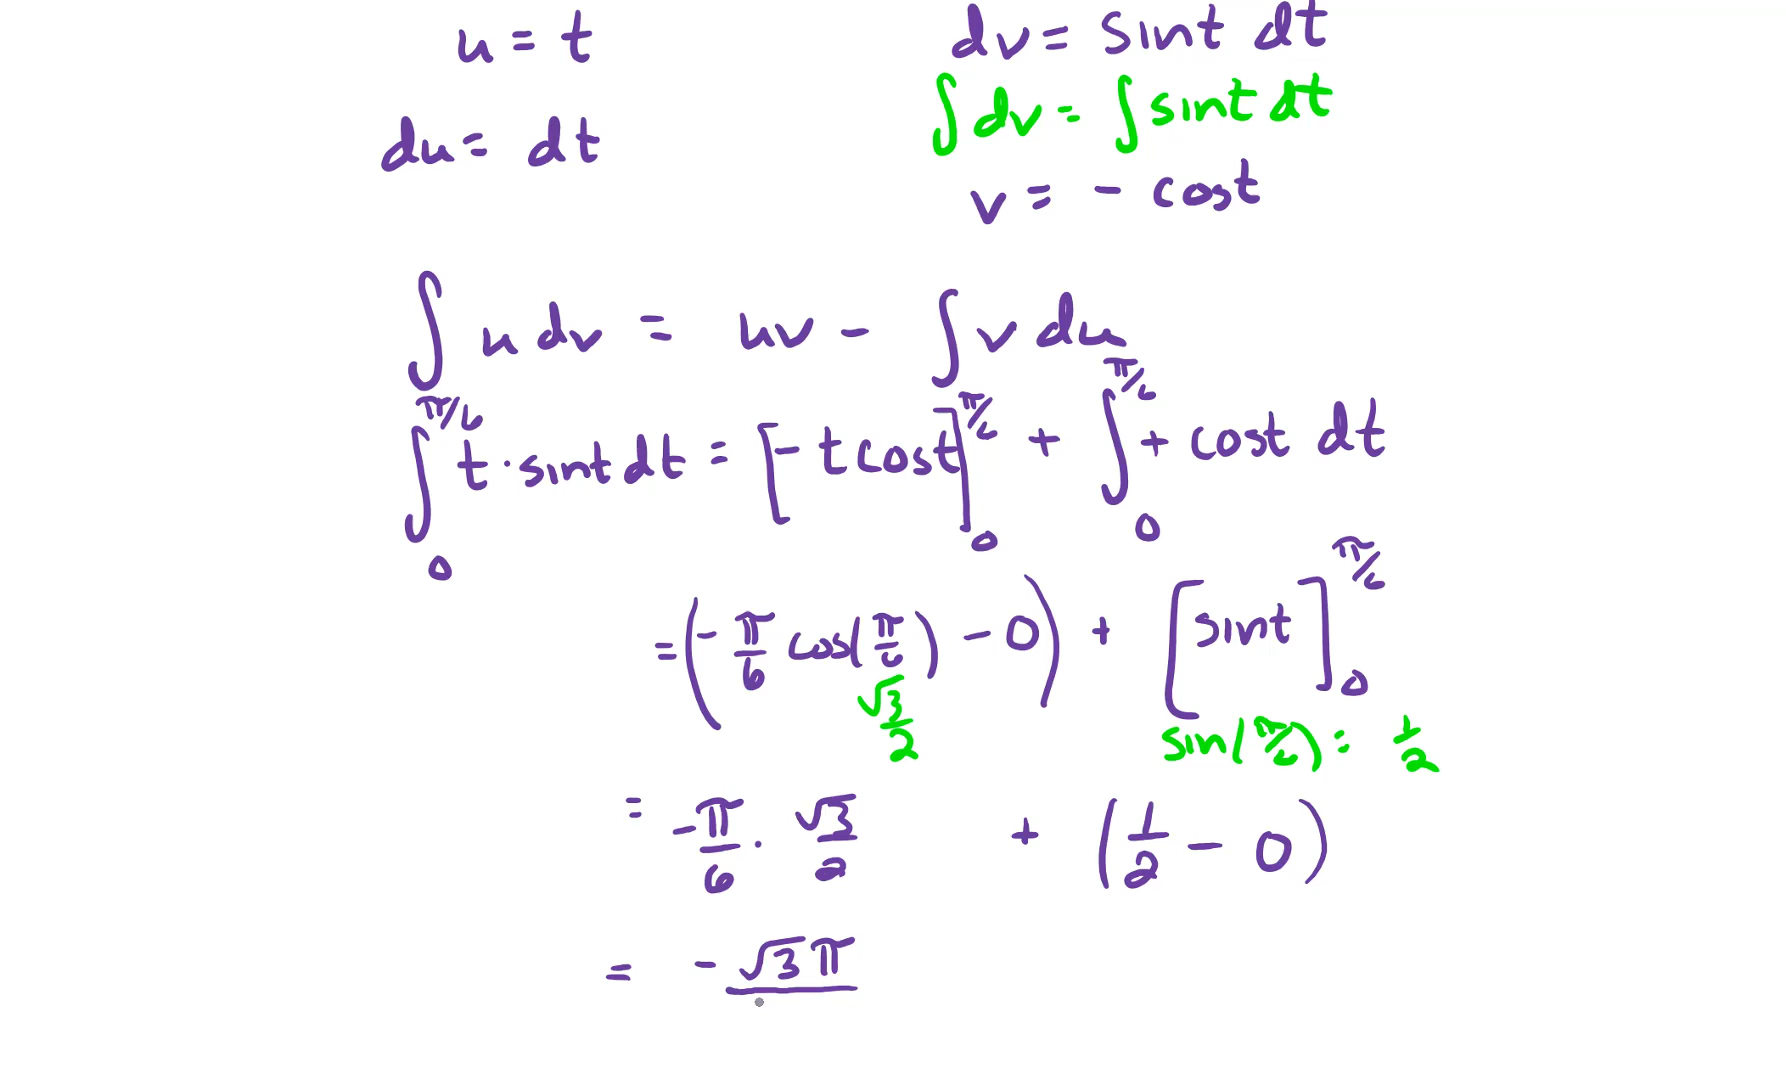 u = t dv = sint dt
∫ dv = ∫ sint dt
du = dt
v = - cost
∫ u dv = uv - ∫ v du
∫₀^{π/6} t · sint dt = [- t cost]₀^{π/6} + ∫₀^{π/6} + cost dt
= (- π/6 cos(π/6) - 0) + [sint]₀^{π/6}
√3/2 sin(π/6) = 1/2
= -π/6 · √3/2 + (1/2 - 0)
= - √3 π